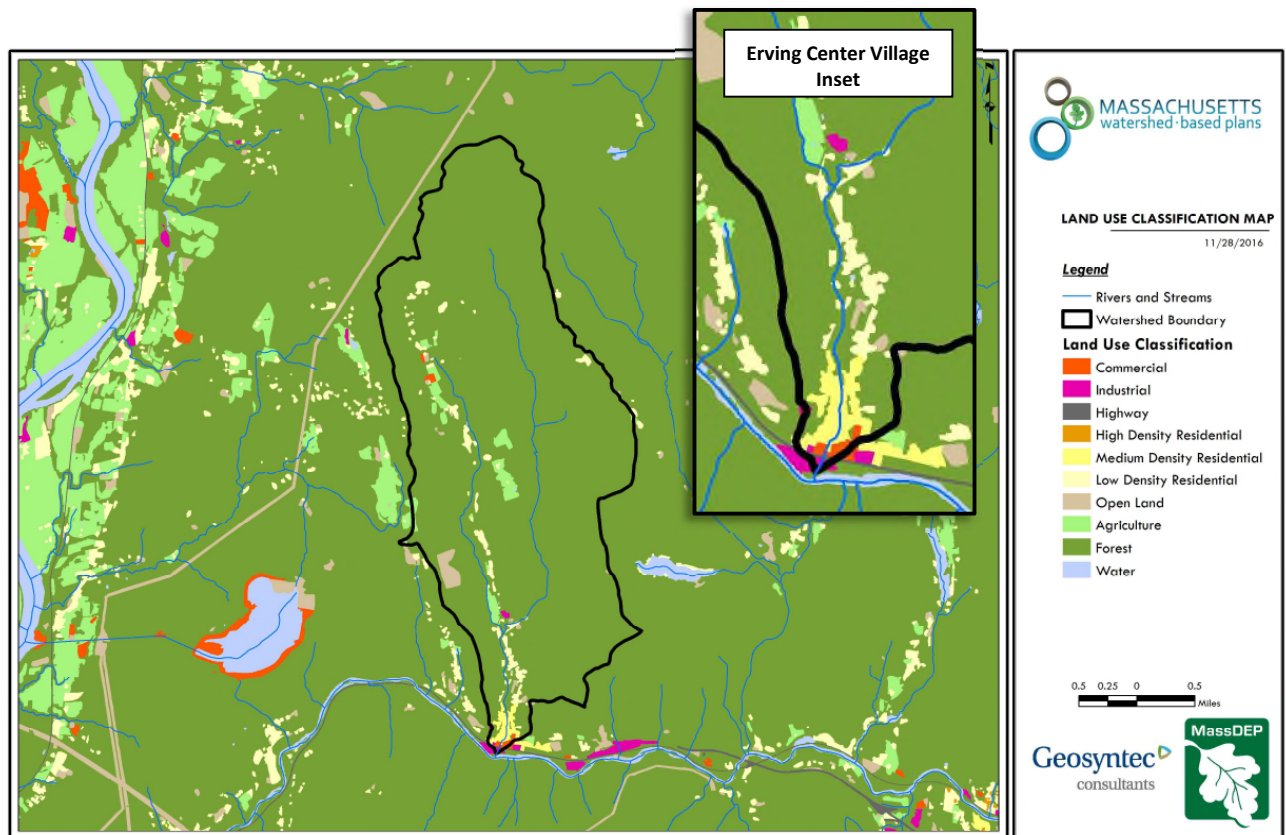 Erving Center Village
Inset
MASSACHUSETTS
watershed·based plans
LAND USE CLASSIFICATION MAP
11/28/2016
Legend
Rivers and Streams
Watershed Boundary
Land Use Classification
Commercial
Industrial
Highway
High Density Residential
Medium Density Residential
Low Density Residential
Open Land
Agriculture
Forest
Water
0.5 0.25 0 0.5
Miles
Geosyntec
consultants
MassDEP